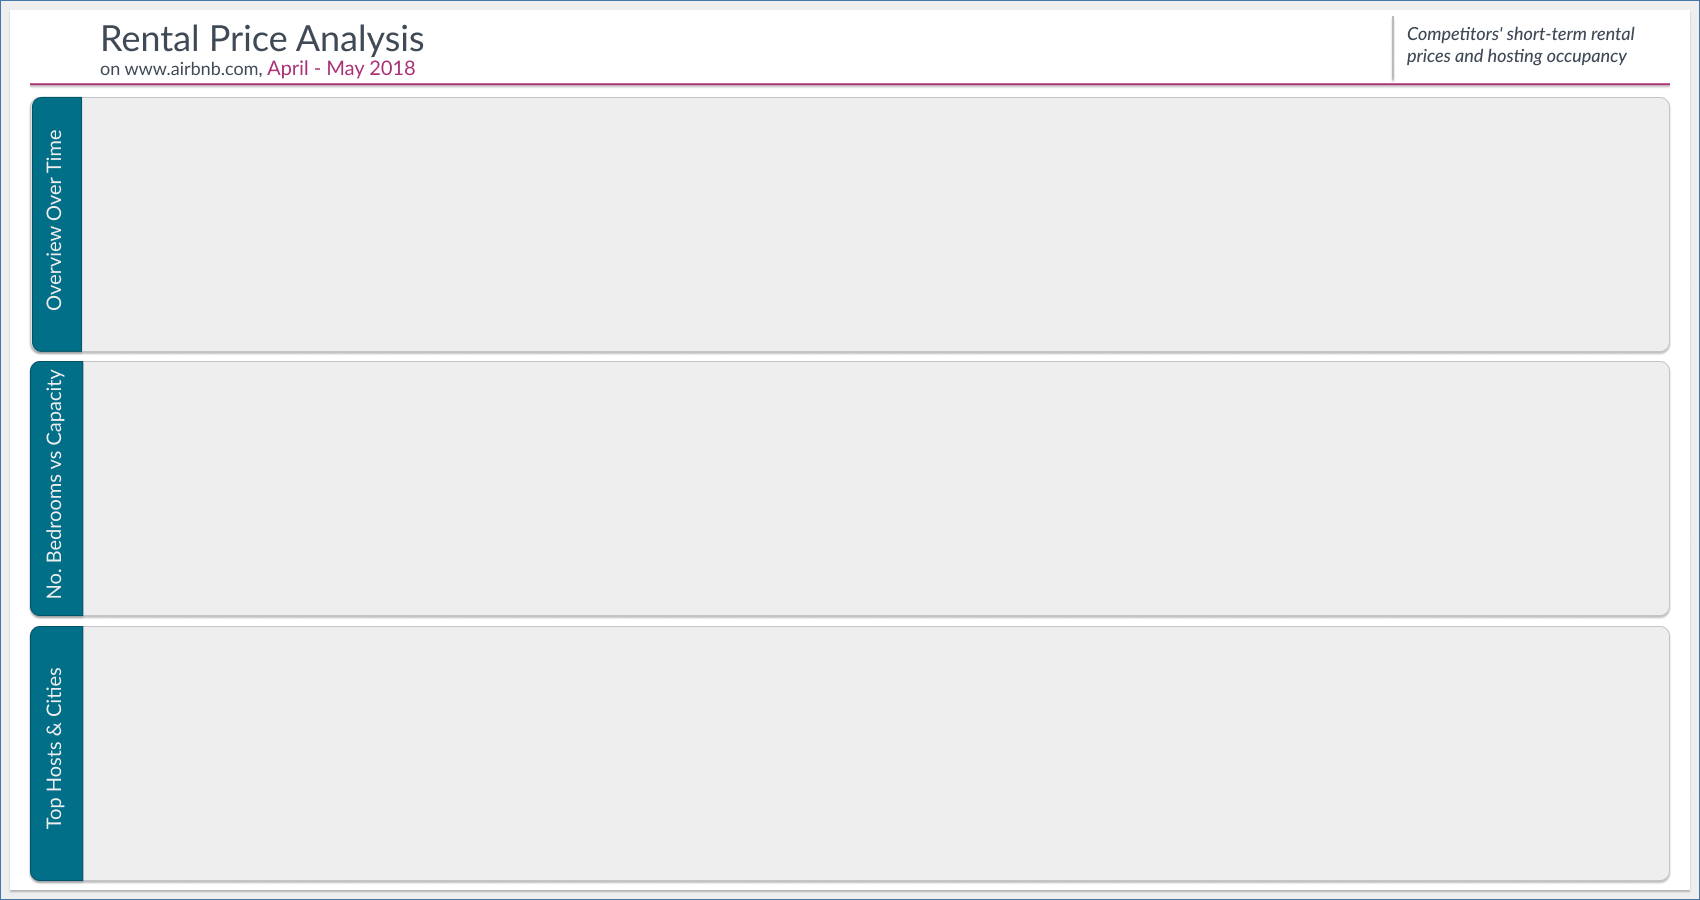 Rental Price Analysis
on www.airbnb.com, April - May 2018
Competitors' short-term rental
prices and hosting occupancy
Overview Over Time
No. Bedrooms vs Capacity
Top Hosts & Cities